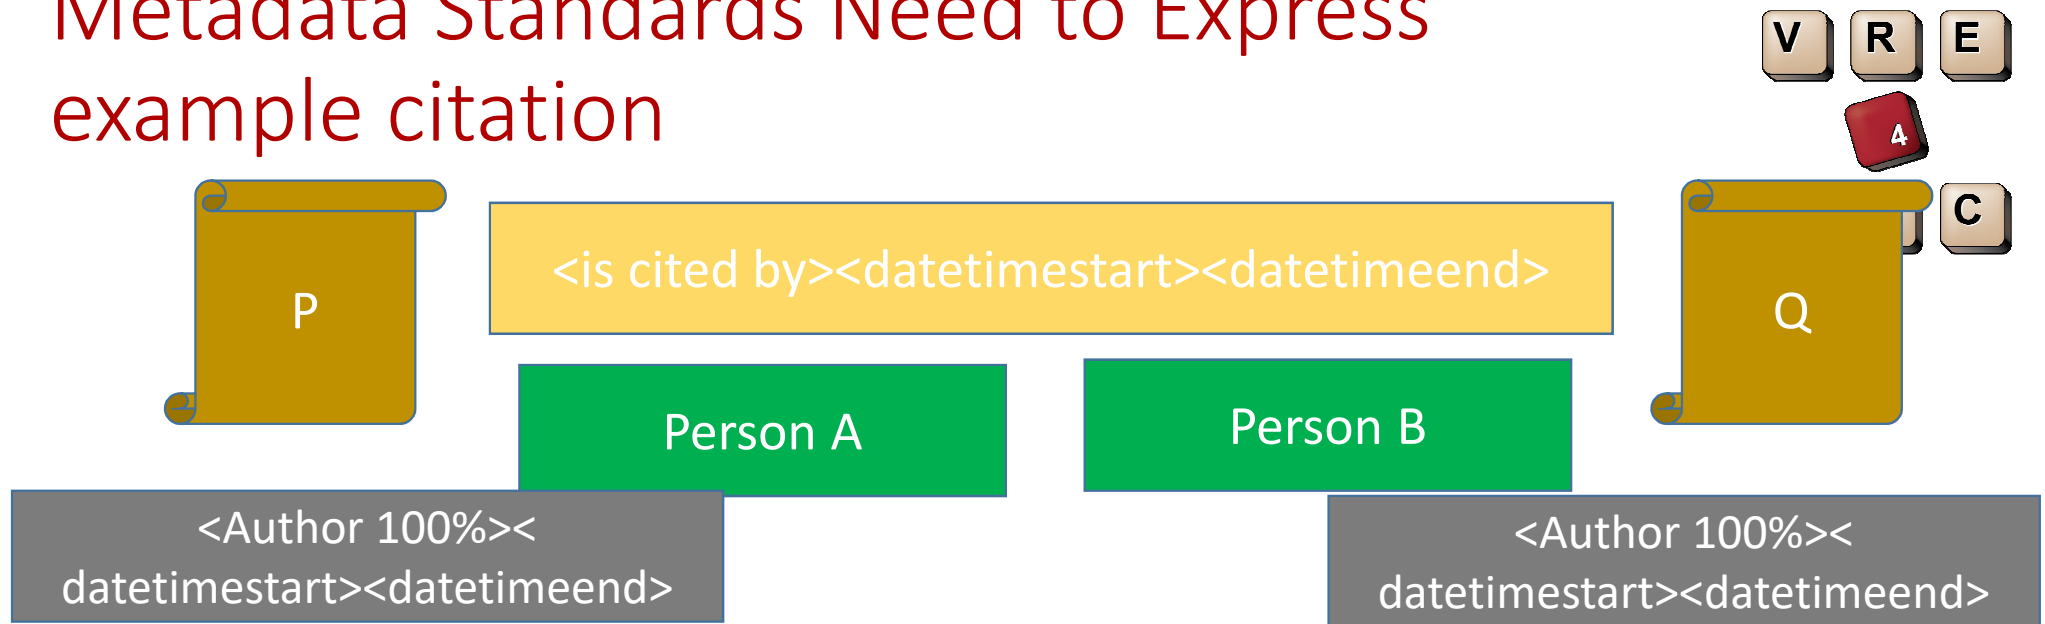 Metadata Standards Need to Express
example citation
V R E
4
C
P
<is cited by><datetimestart><datetimeend>
Q
Person A
Person B
<Author 100%><
datetimestart><datetimeend>
<Author 100%><
datetimestart><datetimeend>